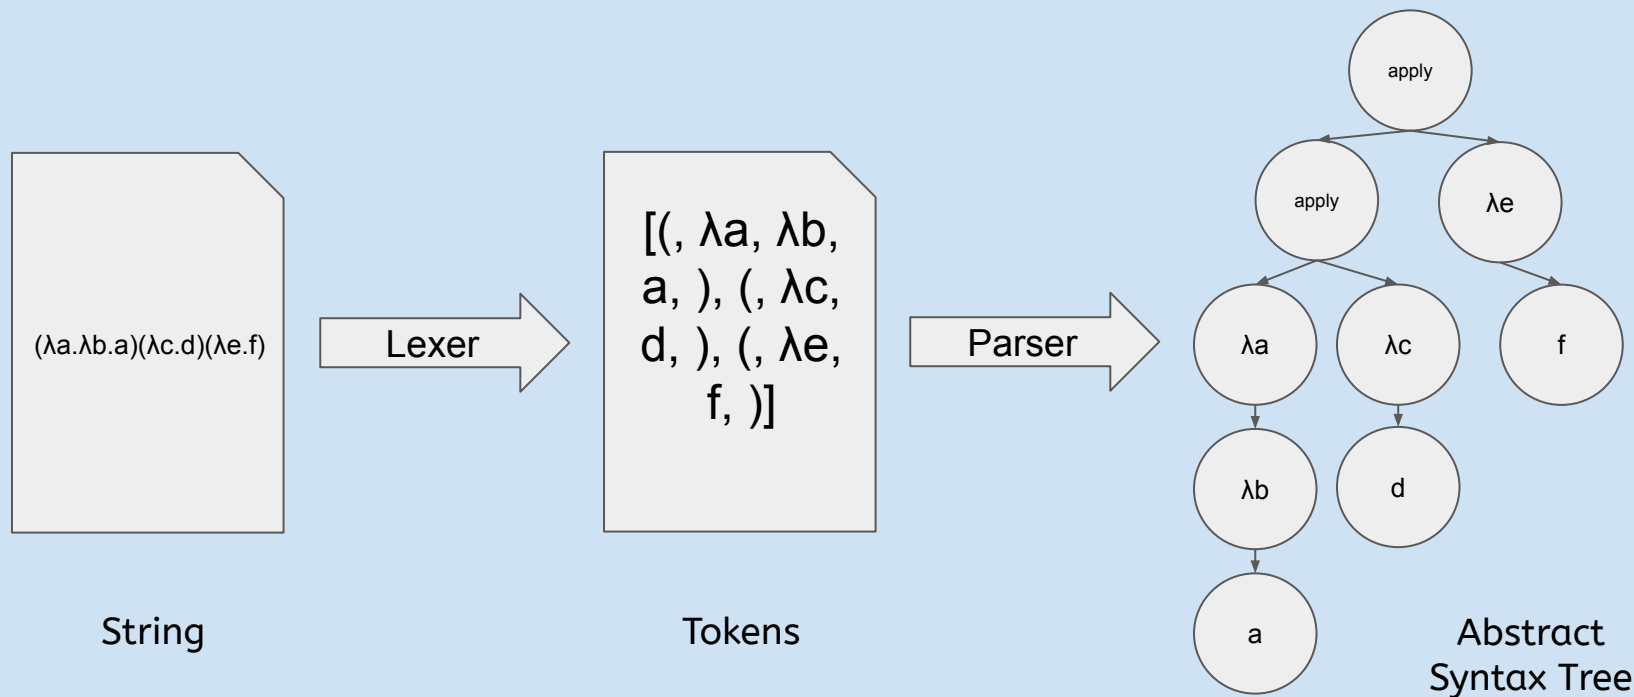 (λa.λb.a)(λc.d)(λe.f)
String
Lexer
[(, λa, λb,
a, ), (, λc,
d, ), (, λe,
f, )]
Tokens
Parser
apply
apply
λe
λa
λc
f
λb
d
a
Abstract
Syntax Tree